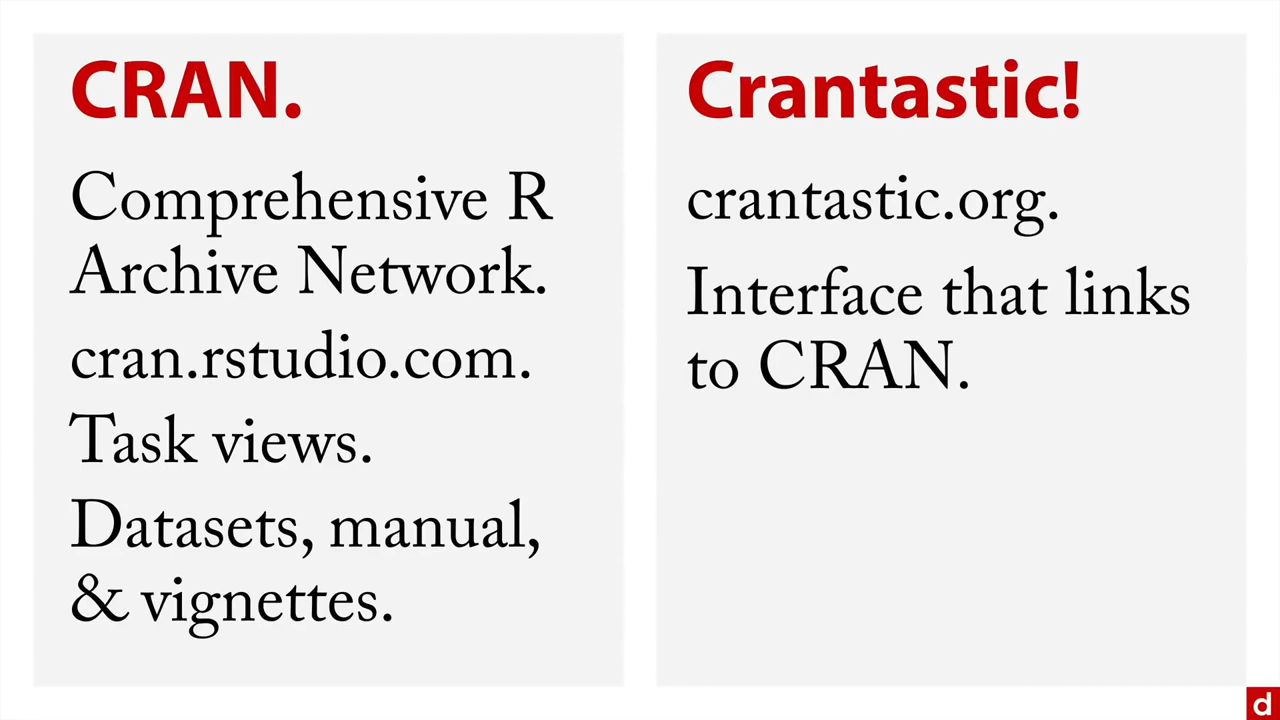 CRAN.
Comprehensive R
Archive Network.
cran.rstudio.com.
Task views.
Datasets, manual,
& vignettes.
Crantastic!
crantastic.org.
Interface that links
to CRAN.
d